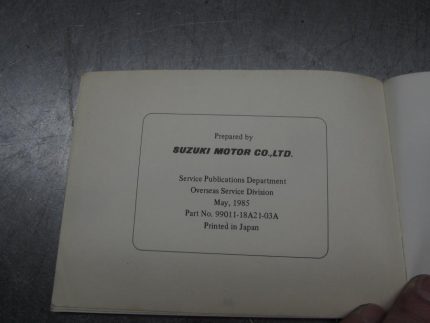 Prepared by
SUZUKI MOTOR CO.,LTD.
Service Publications Department
Overseas Service Division
May, 1985
Part No. 99011-18A21-03A
Printed in Japan